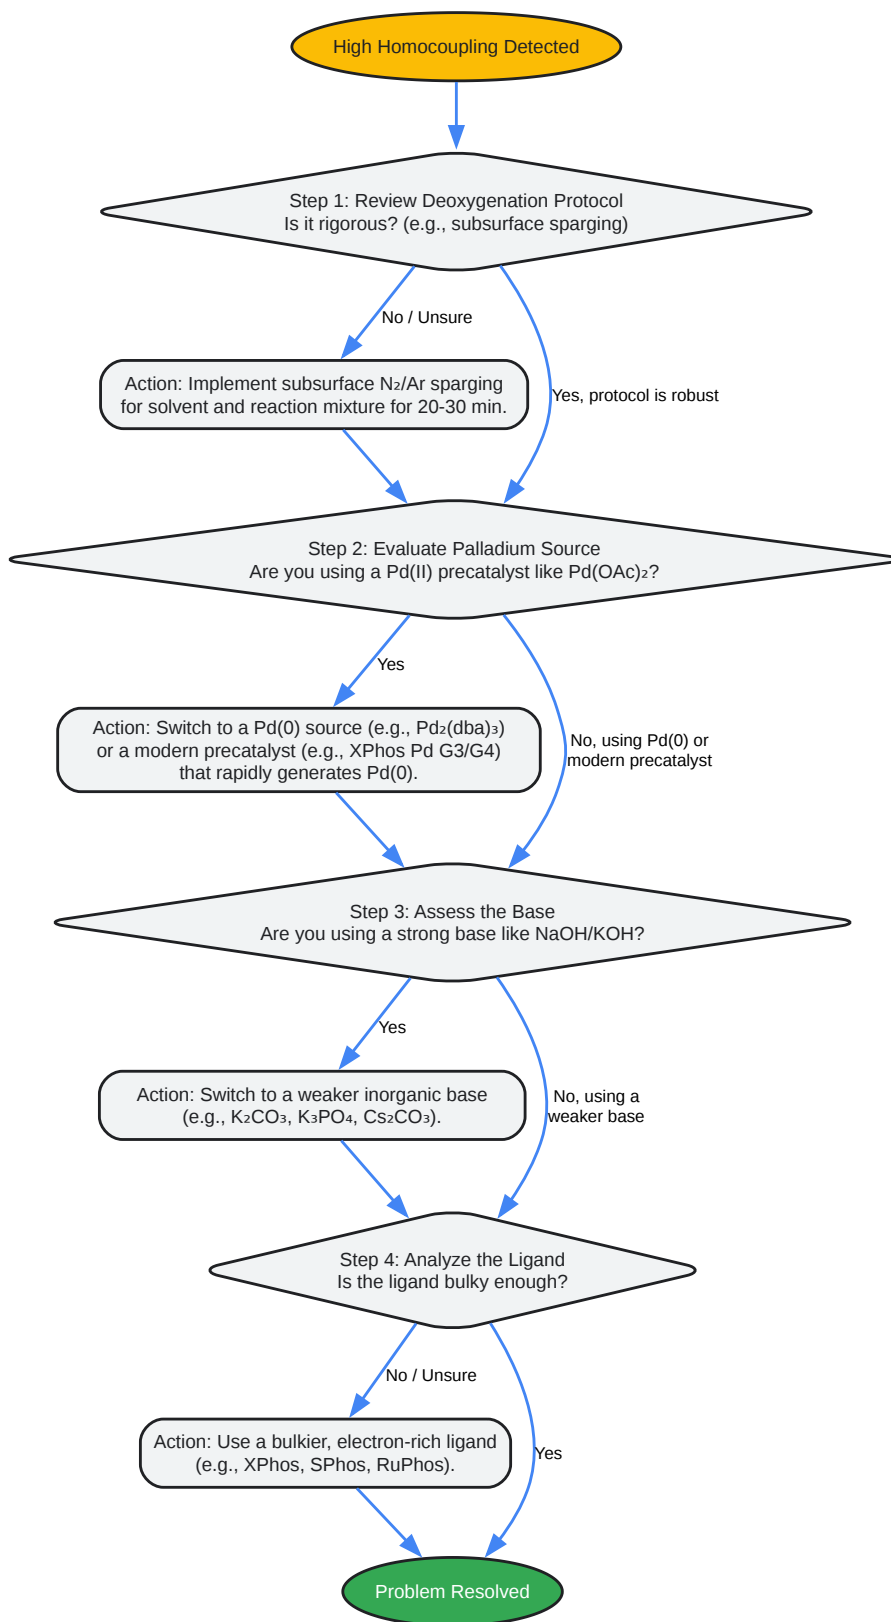 High Homocoupling Detected
Step 1: Review Deoxygenation Protocol
Is it rigorous? (e.g., subsurface sparging)
No / Unsure
Action: Implement subsurface N₂/Ar sparging
for solvent and reaction mixture for 20-30 min.
Yes, protocol is robust
Step 2: Evaluate Palladium Source
Are you using a Pd(II) precatalyst like Pd(OAc)₂?
Yes
Action: Switch to a Pd(0) source (e.g., Pd₂(dba)₃)
or a modern precatalyst (e.g., XPhos Pd G3/G4)
that rapidly generates Pd(0).
No, using Pd(0) or
modern precatalyst
Step 3: Assess the Base
Are you using a strong base like NaOH/KOH?
Yes
Action: Switch to a weaker inorganic base
(e.g., K₂CO₃, K₃PO₄, Cs₂CO₃).
No, using a
weaker base
Step 4: Analyze the Ligand
Is the ligand bulky enough?
No / Unsure
Action: Use a bulkier, electron-rich ligand
(e.g., XPhos, SPhos, RuPhos).
Yes
Problem Resolved